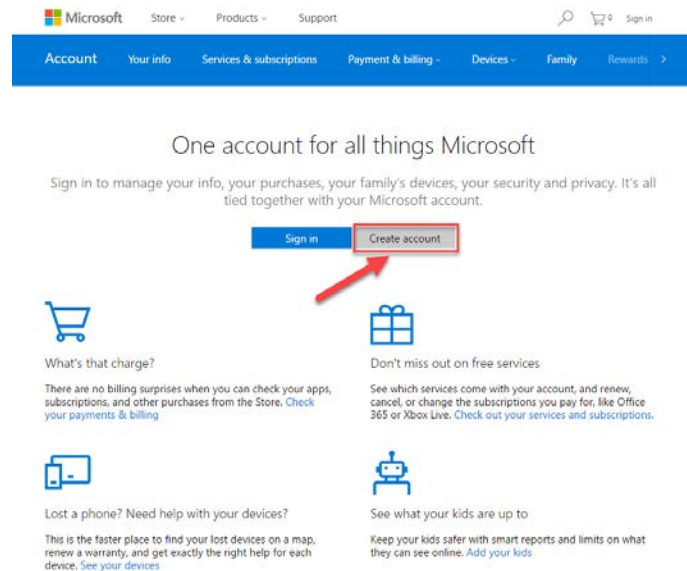 Microsoft Store Products Support 0 Sign in
Account Your info Services & subscriptions Payment & billing Devices Family Rewards
One account for all things Microsoft
Sign in to manage your info, your purchases, your family's devices, your security and privacy. It's all
tied together with your Microsoft account.
Sign in Create account
What's that charge?
There are no billing surprises when you can check your apps,
subscriptions, and other purchases from the Store. Check
your payments & billing
Don't miss out on free services
See which services come with your account, and renew,
cancel, or change the subscriptions you pay for, like Office
365 or Xbox Live. Check out your services and subscriptions.
Lost a phone? Need help with your devices?
This is the faster place to find your lost devices on a map,
renew a warranty, and get exactly the right help for each
device. See your devices
See what your kids are up to
Keep your kids safer with smart reports and limits on what
they can see online. Add your kids